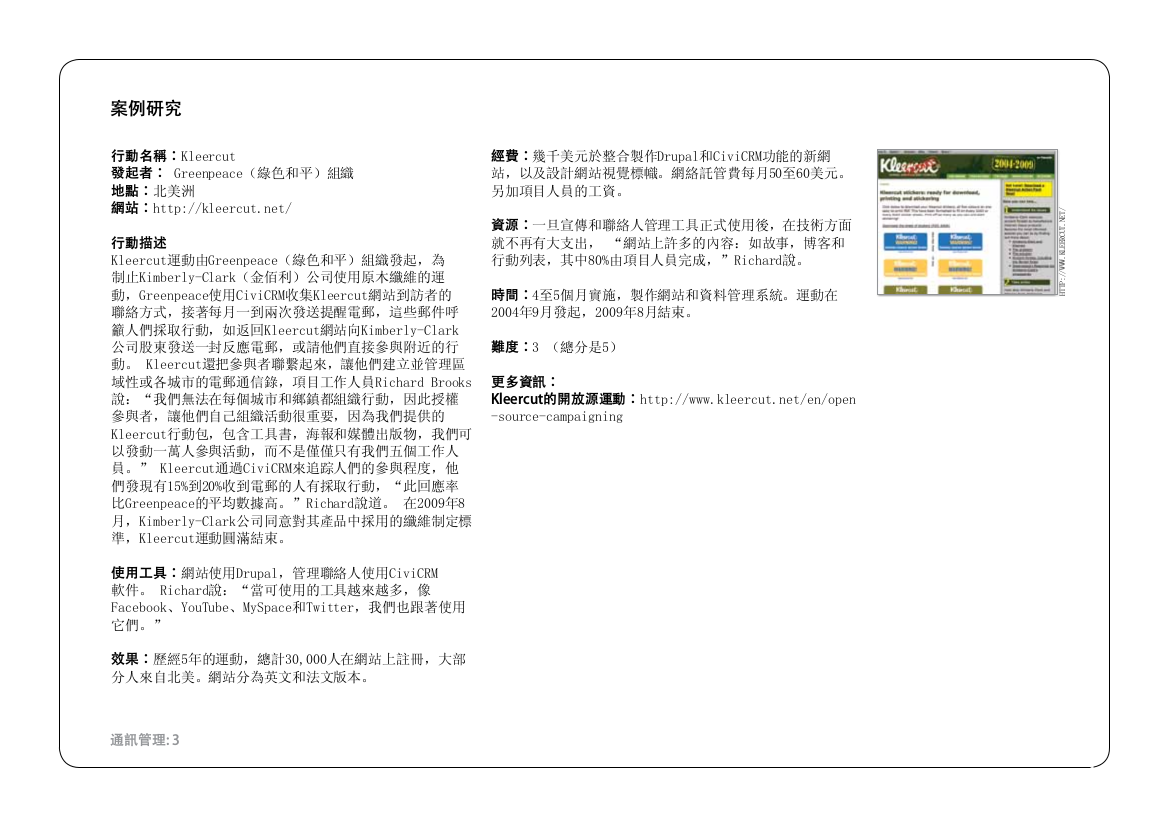 案例研究
行動名稱：Kleercut
發起者： Greenpeace（綠色和平）組織
地點：北美洲
網站：http://kleercut.net/
行動描述
Kleercut運動由Greenpeace（綠色和平）組織發起，為
制止Kimberly-Clark（金佰利）公司使用原木纖維的運
動，Greenpeace使用CiviCRM收集Kleercut網站到訪者的
聯絡方式，接著每月一到兩次發送提醒電郵，這些郵件呼
籲人們採取行動，如返回Kleercut網站向Kimberly-Clark
公司股東發送一封反應電郵，或請他們直接參與附近的行
動。 Kleercut還把參與者聯繫起來，讓他們建立並管理區
域性或各城市的電郵通信錄，項目工作人員Richard Brooks
說：“我們無法在每個城市和鄉鎮都組織行動，因此授權
參與者，讓他們自己組織活動很重要，因為我們提供的
Kleercut行動包，包含工具書，海報和媒體出版物，我們可
以發動一萬人參與活動，而不是僅僅只有我們五個工作人
員。” Kleercut通過CiviCRM來追踪人們的參與程度，他
們發現有15%到20%收到電郵的人有採取行動，“此回應率
比Greenpeace的平均數據高。”Richard說道。 在2009年8
月，Kimberly-Clark公司同意對其產品中採用的纖維制定標
準，Kleercut運動圓滿結束。
使用工具：網站使用Drupal，管理聯絡人使用CiviCRM
軟件。 Richard說：“當可使用的工具越來越多，像
Facebook、YouTube、MySpace和Twitter，我們也跟著使用
它們。”
效果：歷經5年的運動，總計30,000人在網站上註冊，大部
分人來自北美。網站分為英文和法文版本。
經費：幾千美元於整合製作Drupal和CiviCRM功能的新網
站，以及設計網站視覺標幟。網絡託管費每月50至60美元。
另加項目人員的工資。
資源：一旦宣傳和聯絡人管理工具正式使用後，在技術方面
就不再有大支出， “網站上許多的內容：如故事，博客和
行動列表，其中80%由項目人員完成，”Richard說。
時間：4至5個月實施，製作網站和資料管理系統。運動在
2004年9月發起，2009年8月結束。
難度：3 （總分是5）
更多資訊：
Kleercut的開放源運動：http://www.kleercut.net/en/open
-source-campaigning
Kleercut
2004-2009
Kleercut stickers: ready for download,
printing and stickering
HTTP://WWW.KLEERCUT.NET/
通訊管理: 3